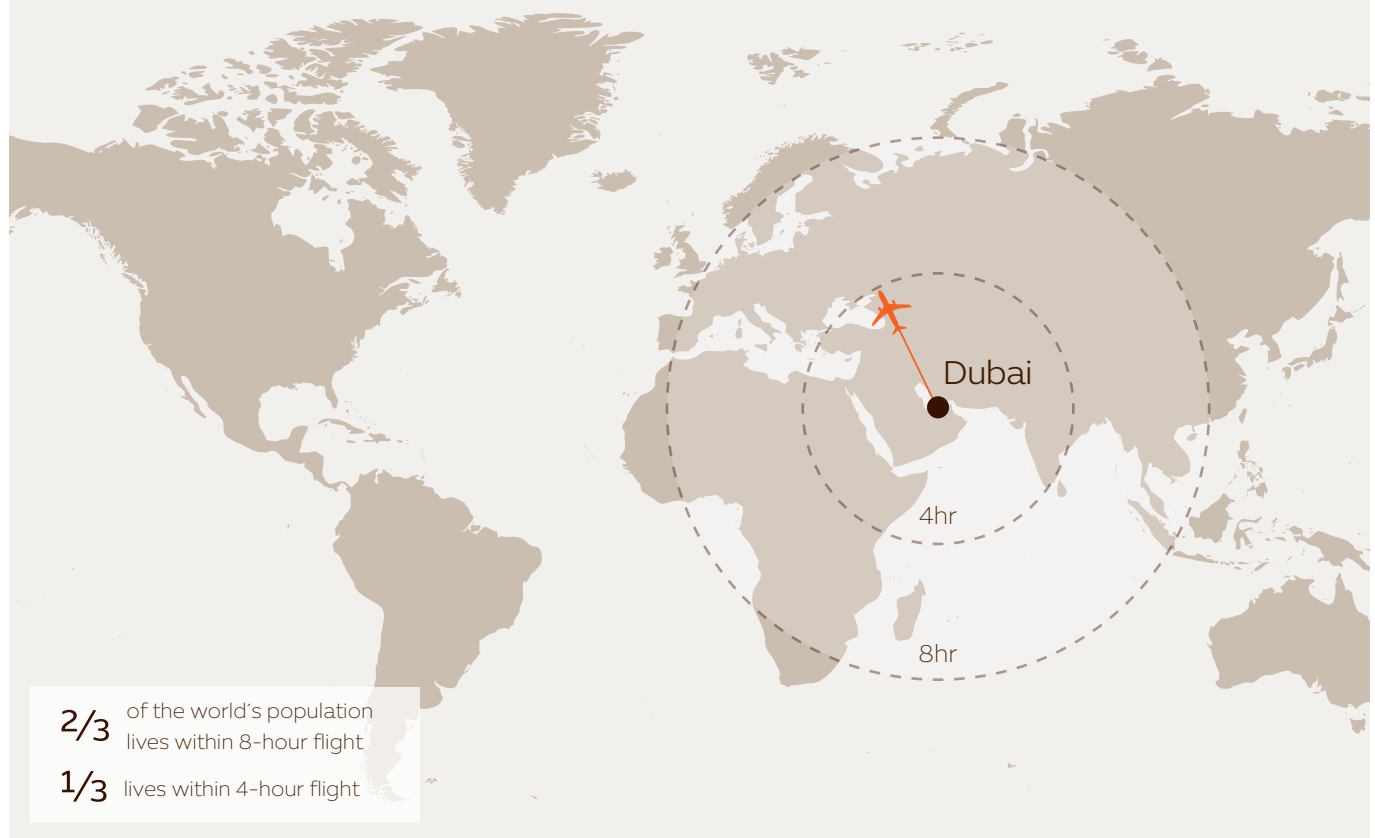 Dubai
4hr
8hr
2/3 of the world´s population
lives within 8-hour flight
1/3 lives within 4-hour flight